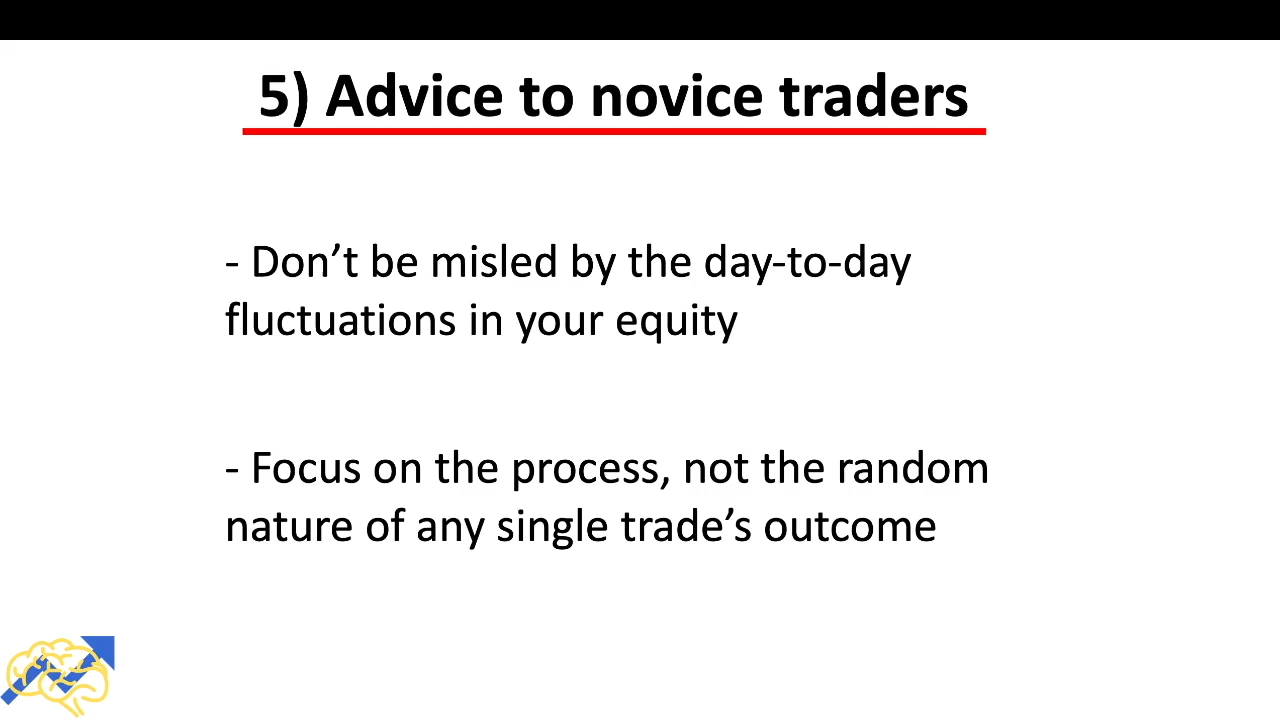 5) Advice to novice traders
- Don’t be misled by the day-to-day
fluctuations in your equity
- Focus on the process, not the random
nature of any single trade’s outcome